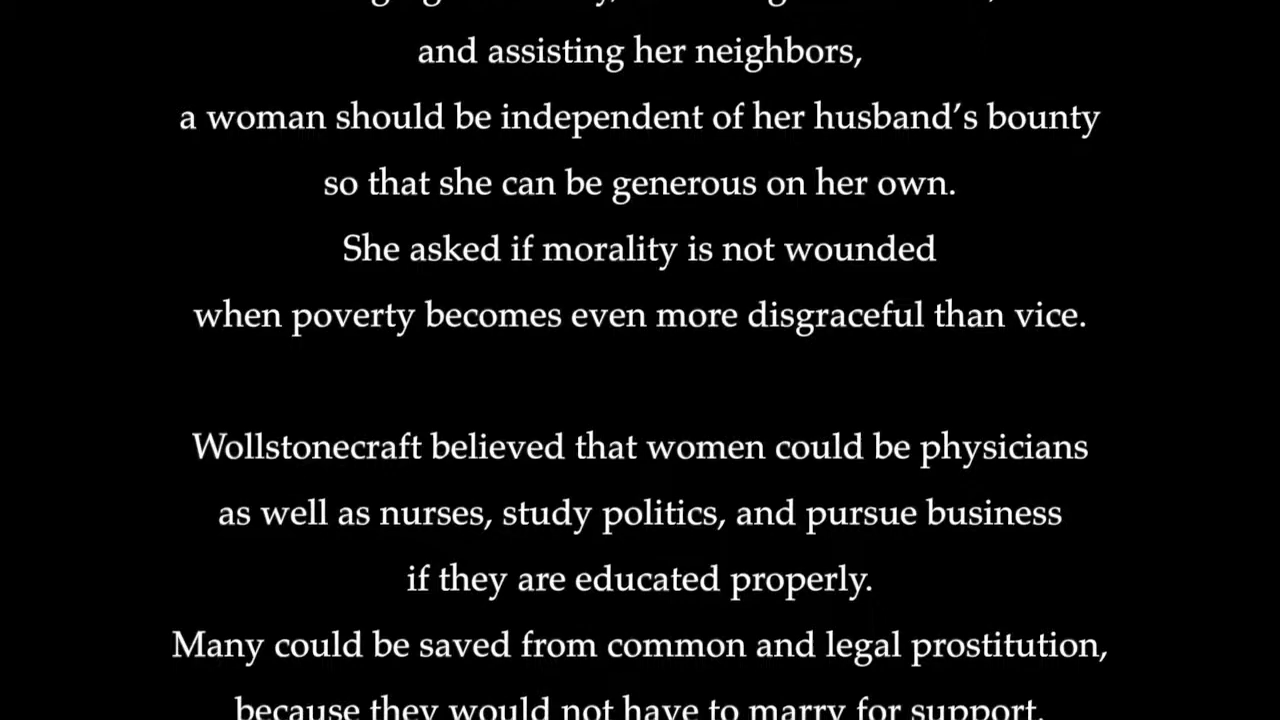 and assisting her neighbors,
a woman should be independent of her husband's bounty
so that she can be generous on her own.
She asked if morality is not wounded
when poverty becomes even more disgraceful than vice.
Wollstonecraft believed that women could be physicians
as well as nurses, study politics, and pursue business
if they are educated properly.
Many could be saved from common and legal prostitution,
because they would not have to marry for support.